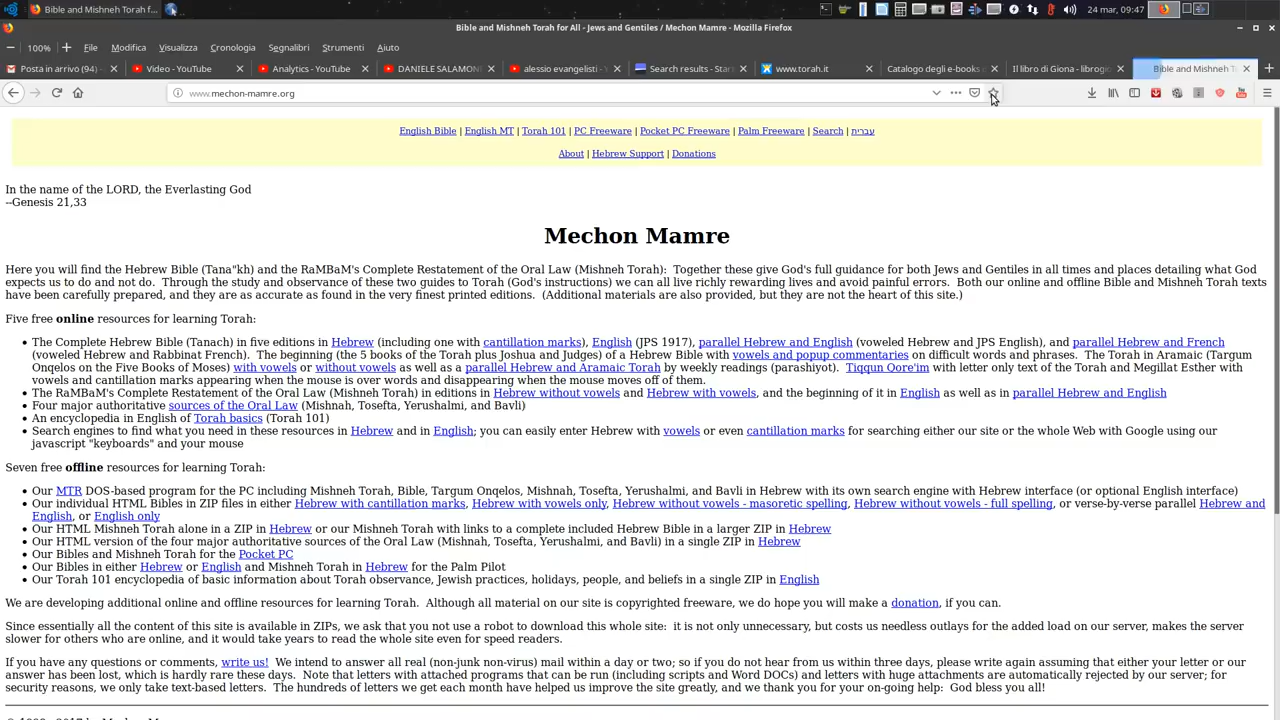 Bible and Mishneh Torah f...
24 mar, 09:47
Bible and Mishneh Torah for All - Jews and Gentiles / Mechon Mamre - Mozilla Firefox
100% File Modifica Visualizza Cronologia Segnalibri Strumenti Aiuto
Posta in arrivo (94) Video - YouTube Analytics - YouTube DANIELE SALAMON alessio evangelisti - Search results - Star www.torah.it Catalogo degli e-books Il libro di Giona - librogi Bible and Mishneh T
www.mechon-mamre.org
English Bible | English MT | Torah 101 | PC Freeware | Pocket PC Freeware | Palm Freeware | Search | עברית
About | Hebrew Support | Donations
In the name of the LORD, the Everlasting God
--Genesis 21,33
Mechon Mamre
Here you will find the Hebrew Bible (Tana"kh) and the RaMBaM's Complete Restatement of the Oral Law (Mishneh Torah): Together these give God's full guidance for both Jews and Gentiles in all times and places detailing what God
expects us to do and not do. Through the study and observance of these two guides to Torah (God's instructions) we can all live richly rewarding lives and avoid painful errors. Both our online and offline Bible and Mishneh Torah texts
have been carefully prepared, and they are as accurate as found in the very finest printed editions. (Additional materials are also provided, but they are not the heart of this site.)
Five free online resources for learning Torah:
• The Complete Hebrew Bible (Tanach) in five editions in Hebrew (including one with cantillation marks), English (JPS 1917), parallel Hebrew and English (voweled Hebrew and JPS English), and parallel Hebrew and French
(voweled Hebrew and Rabbinat French). The beginning (the 5 books of the Torah plus Joshua and Judges) of a Hebrew Bible with vowels and popup commentaries on difficult words and phrases. The Torah in Aramaic (Targum
Onqelos on the Five Books of Moses) with vowels or without vowels as well as a parallel Hebrew and Aramaic Torah by weekly readings (parashiyot). Tiqqun Qore'im with letter only text of the Torah and Megillat Esther with
vowels and cantillation marks appearing when the mouse is over words and disappearing when the mouse moves off of them.
• The RaMBaM's Complete Restatement of the Oral Law (Mishneh Torah) in editions in Hebrew without vowels and Hebrew with vowels, and the beginning of it in English as well as in parallel Hebrew and English
• Four major authoritative sources of the Oral Law (Mishnah, Tosefta, Yerushalmi, and Bavli)
• An encyclopedia in English of Torah basics (Torah 101)
• Search engines to find what you need in these resources in Hebrew and in English; you can easily enter Hebrew with vowels or even cantillation marks for searching either our site or the whole Web with Google using our
javascript "keyboards" and your mouse
Seven free offline resources for learning Torah:
• Our MTR DOS-based program for the PC including Mishneh Torah, Bible, Targum Onqelos, Mishnah, Tosefta, Yerushalmi, and Bavli in Hebrew with its own search engine with Hebrew interface (or optional English interface)
• Our individual HTML Bibles in ZIP files in either Hebrew with cantillation marks, Hebrew with vowels only, Hebrew without vowels - masoretic spelling, Hebrew without vowels - full spelling, or verse-by-verse parallel Hebrew and
English, or English only
• Our HTML Mishneh Torah alone in a ZIP in Hebrew or our Mishneh Torah with links to a complete included Hebrew Bible in a larger ZIP in Hebrew
• Our HTML version of the four major authoritative sources of the Oral Law (Mishnah, Tosefta, Yerushalmi, and Bavli) in a single ZIP in Hebrew
• Our Bibles and Mishneh Torah for the Pocket PC
• Our Bibles in either Hebrew or English and Mishneh Torah in Hebrew for the Palm Pilot
• Our Torah 101 encyclopedia of basic information about Torah observance, Jewish practices, holidays, people, and beliefs in a single ZIP in English
We are developing additional online and offline resources for learning Torah. Although all material on our site is copyrighted freeware, we do hope you will make a donation, if you can.
Since essentially all the content of this site is available in ZIPs, we ask that you not use a robot to download this whole site: it is not only unnecessary, but costs us needless outlays for the added load on our server, makes the server
slower for others who are online, and it would take years to read the whole site even for speed readers.
If you have any questions or comments, write us! We intend to answer all real (non-junk non-virus) mail within a day or two; so if you do not hear from us within three days, please write again assuming that either your letter or our
answer has been lost, which is hardly rare these days. Note that letters with attached programs that can be run (including scripts and Word DOCs) and letters with huge attachments are automatically rejected by our server; for
security reasons, we only take text-based letters. The hundreds of letters we get each month have helped us improve the site greatly, and we thank you for your on-going help: God bless you all!